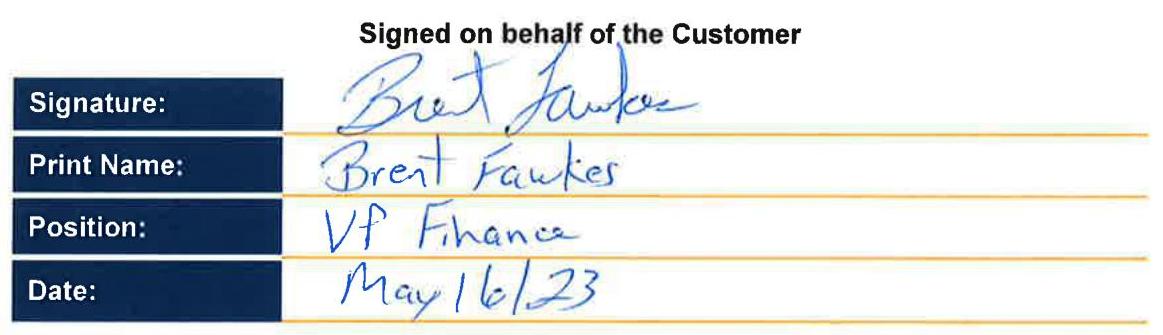 Signed on behalf of the Customer
Signature: Brent Fawkes
Print Name: Brent Fawkes
Position: VP Finance
Date: May 16/23